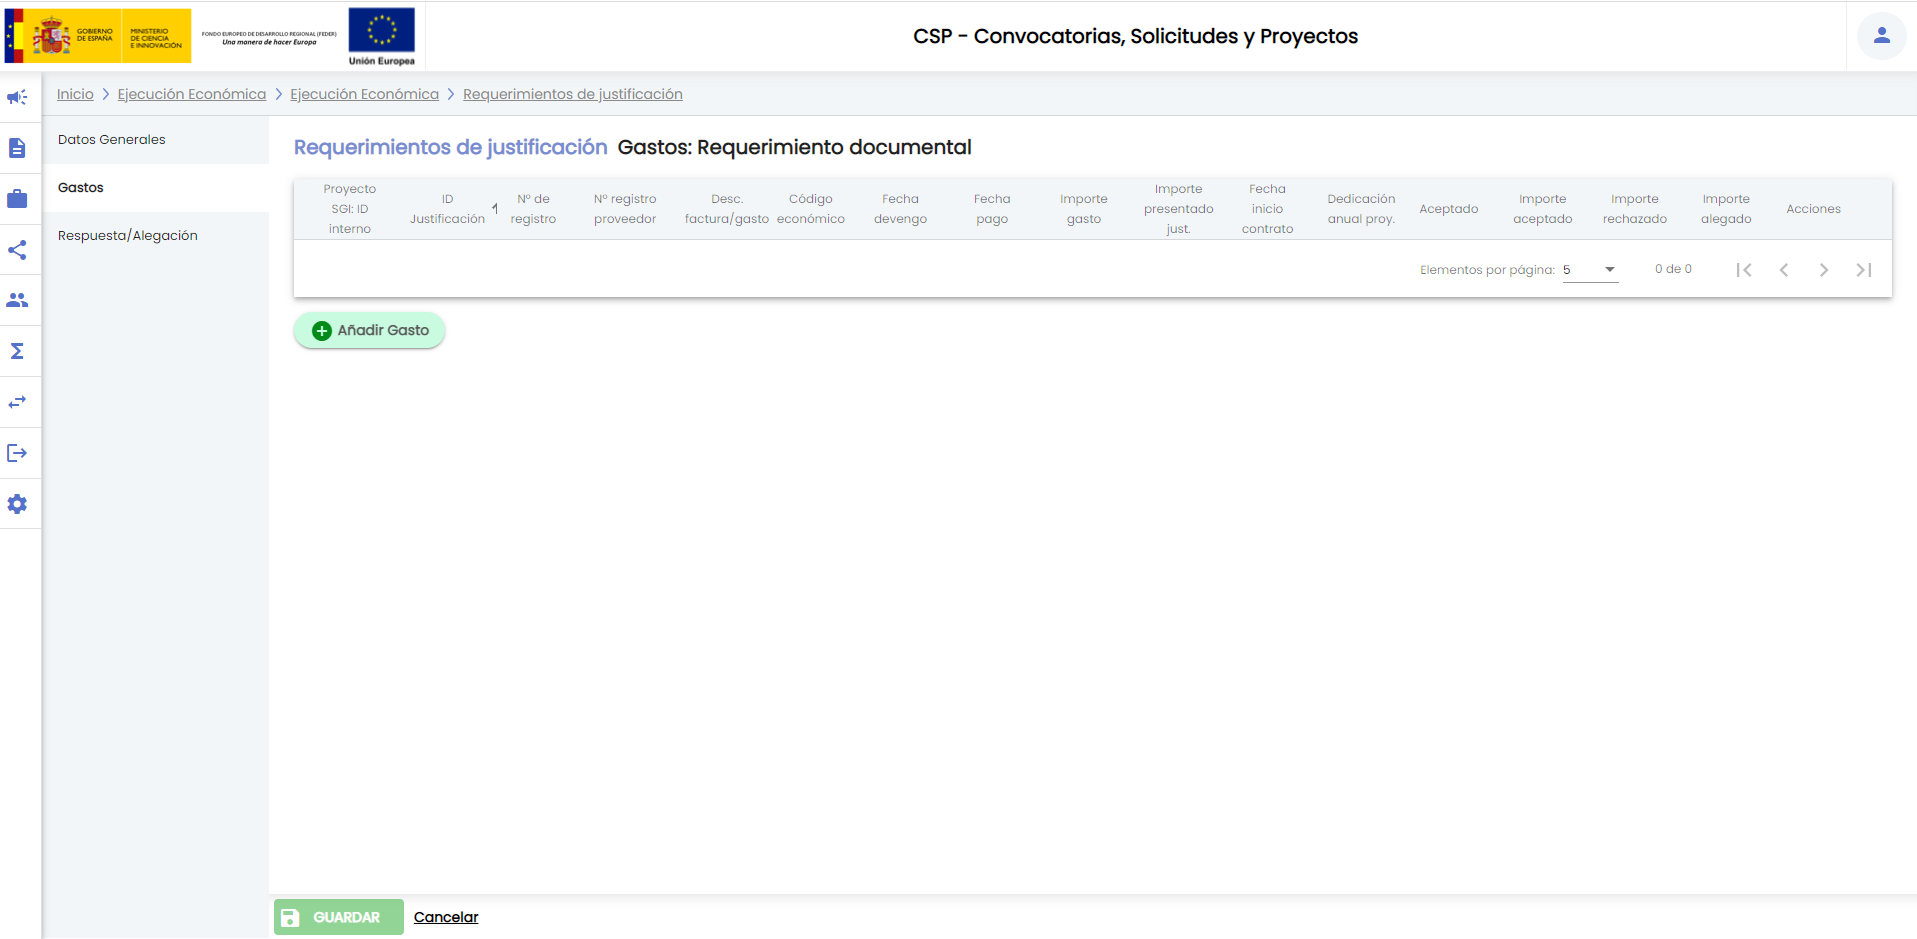 GOBIERNO
DE ESPAÑA
MINISTERIO
DE CIENCIA
E INNOVACIÓN
FONDO EUROPEO DE DESARROLLO REGIONAL (FEDER)
Una manera de hacer Europa
Unión Europea
CSP - Convocatorias, Solicitudes y Proyectos
Inicio > Ejecución Económica > Ejecución Económica > Requerimientos de justificación
Datos Generales
Gastos
Respuesta/Alegación
Requerimientos de justificación Gastos: Requerimiento documental
Proyecto
SGI: ID
interno
ID
Justificación
Nº de
registro
Nº registro
proveedor
Desc.
factura/gasto
Código
económico
Fecha
devengo
Fecha
pago
Importe
gasto
Importe
presentado
just.
Fecha
inicio
contrato
Dedicación
anual proy.
Aceptado
Importe
aceptado
Importe
rechazado
Importe
alegado
Acciones
Elementos por página: 5 0 de 0
Añadir Gasto
GUARDAR Cancelar